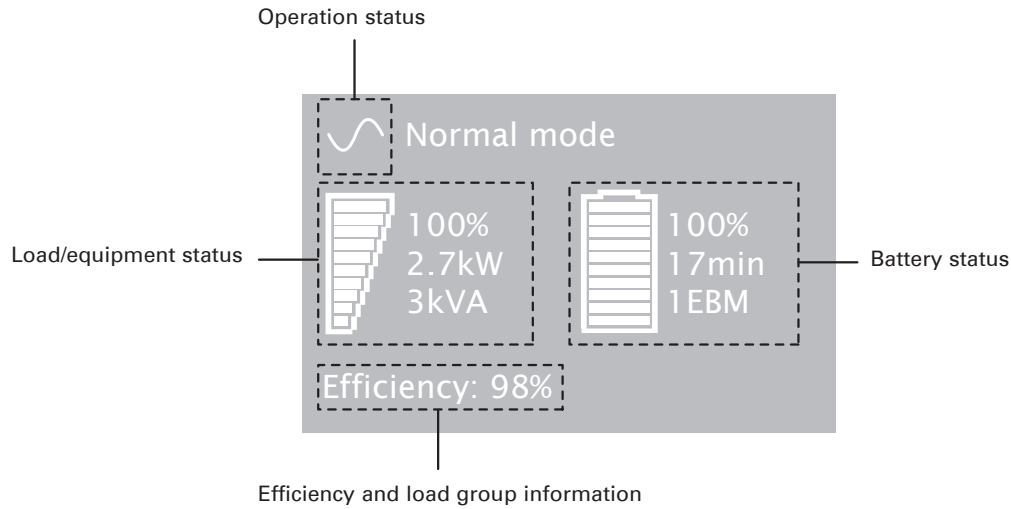 Operation status
Normal mode
Load/equipment status
100%
2.7kW
3kVA
100%
17min
1EBM
Battery status
Efficiency: 98%
Efficiency and load group information